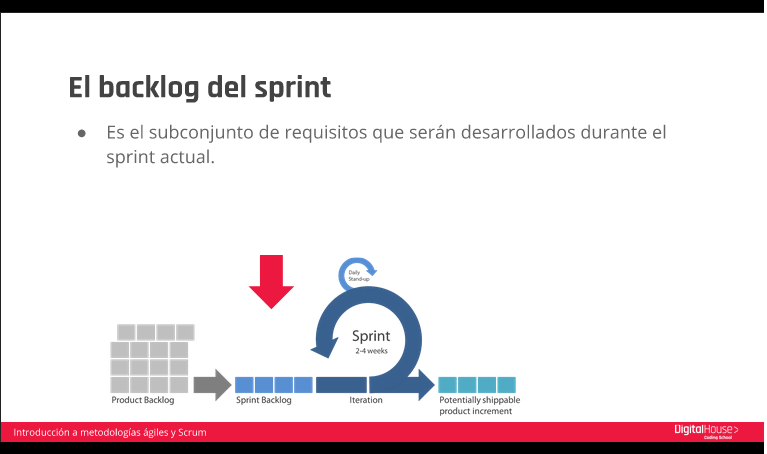 El backlog del sprint
● Es el subconjunto de requisitos que serán desarrollados durante el
sprint actual.
Daily
Stand-up
Sprint
2-4 weeks
Product Backlog
Sprint Backlog
Iteration
Potentially shippable
product increment
Introducción a metodologías ágiles y Scrum
DigitalHouse>
Coding School